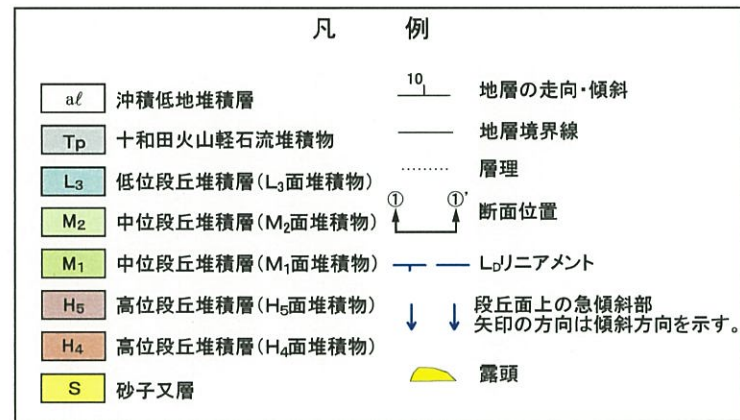 凡 例
aℓ 沖積低地堆積層
Tp 十和田火山軽石流堆積物
L₃ 低位段丘堆積層(L₃面堆積物)
M₂ 中位段丘堆積層(M₂面堆積物)
M₁ 中位段丘堆積層(M₁面堆積物)
H₅ 高位段丘堆積層(H₅面堆積物)
H₄ 高位段丘堆積層(H₄面堆積物)
S 砂子又層
10 地層の走向・傾斜
地層境界線
層理
① ①' 断面位置
L_Dリニアメント
段丘面上の急傾斜部
矢印の方向は傾斜方向を示す。
露頭